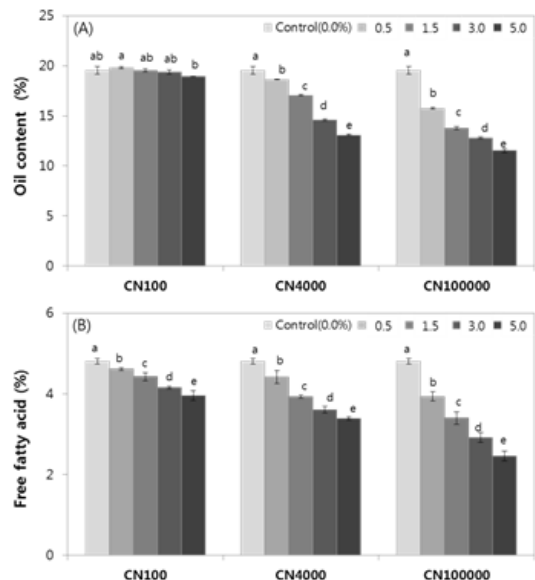 (A)
Control(0.0%) 0.5 1.5 3.0 5.0
Oil content (%)
25
20
15
10
5
0
ab a ab ab b
a b c d e
a b c d e
CN100 CN4000 CN100000
(B)
Control(0.0%) 0.5 1.5 3.0 5.0
Free fatty acid (%)
6
4
2
0
a b c d e
a b c d e
a b c d e
CN100 CN4000 CN100000